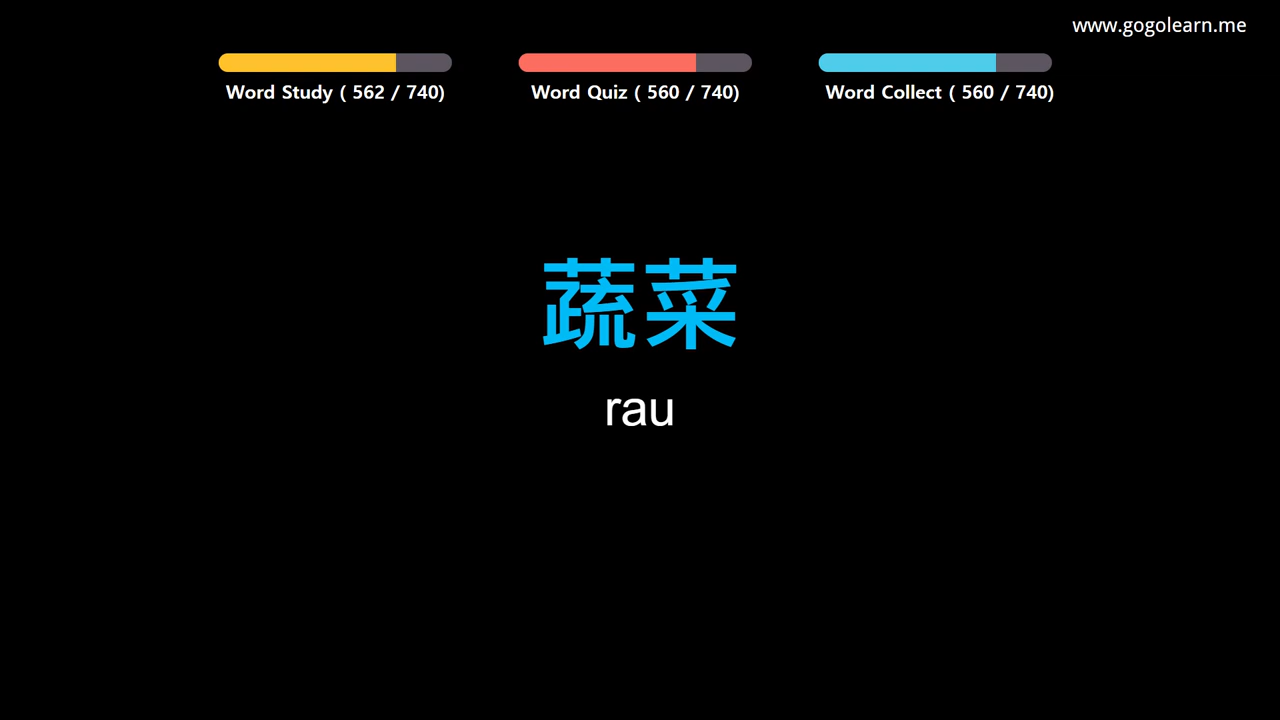 www.gogolearn.me
Word Study ( 562 / 740)
Word Quiz ( 560 / 740)
Word Collect ( 560 / 740)
蔬菜
rau